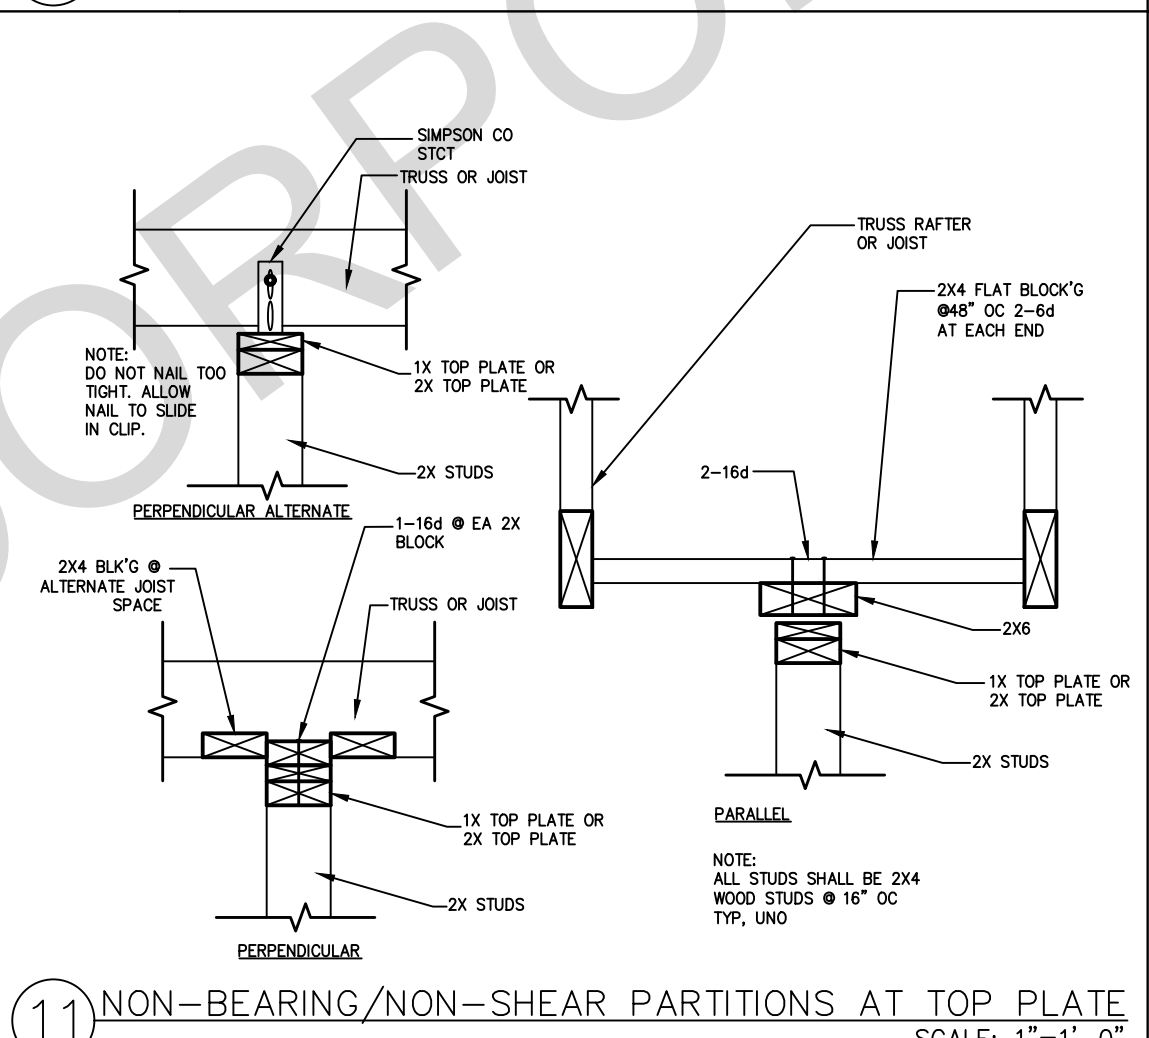 SIMPSON CO
STCT
TRUSS OR JOIST
NOTE:
DO NOT NAIL TOO
TIGHT. ALLOW
NAIL TO SLIDE
IN CLIP.
1X TOP PLATE OR
2X TOP PLATE
2X STUDS
PERPENDICULAR ALTERNATE
TRUSS RAFTER
OR JOIST
2X4 FLAT BLOCK'G
@48" OC 2-6d
AT EACH END
2-16d
2X6
1X TOP PLATE OR
2X TOP PLATE
2X STUDS
PARALLEL
NOTE:
ALL STUDS SHALL BE 2X4
WOOD STUDS @ 16" OC
TYP, UNO
1-16d @ EA 2X
BLOCK
2X4 BLK'G @
ALTERNATE JOIST
SPACE
TRUSS OR JOIST
1X TOP PLATE OR
2X TOP PLATE
2X STUDS
PERPENDICULAR
11 NON-BEARING/NON-SHEAR PARTITIONS AT TOP PLATE
SCALE: 1"=1'-0"